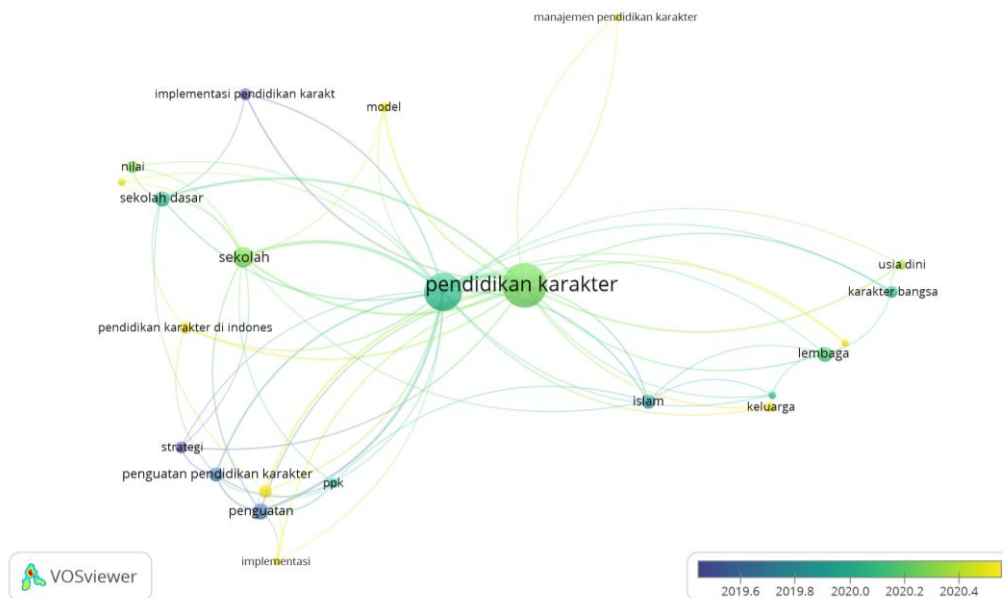 manajemen pendidikan karakter
implementasi pendidikan karakt
model
nilai
sekolah dasar
sekolah
pendidikan karakter
usia dini
karakter bangsa
pendidikan karakter di indones
lembaga
islam
keluarga
strategi
penguatan pendidikan karakter
ppk
penguatan
implementasi
VOSviewer
2019.6 2019.8 2020.0 2020.2 2020.4